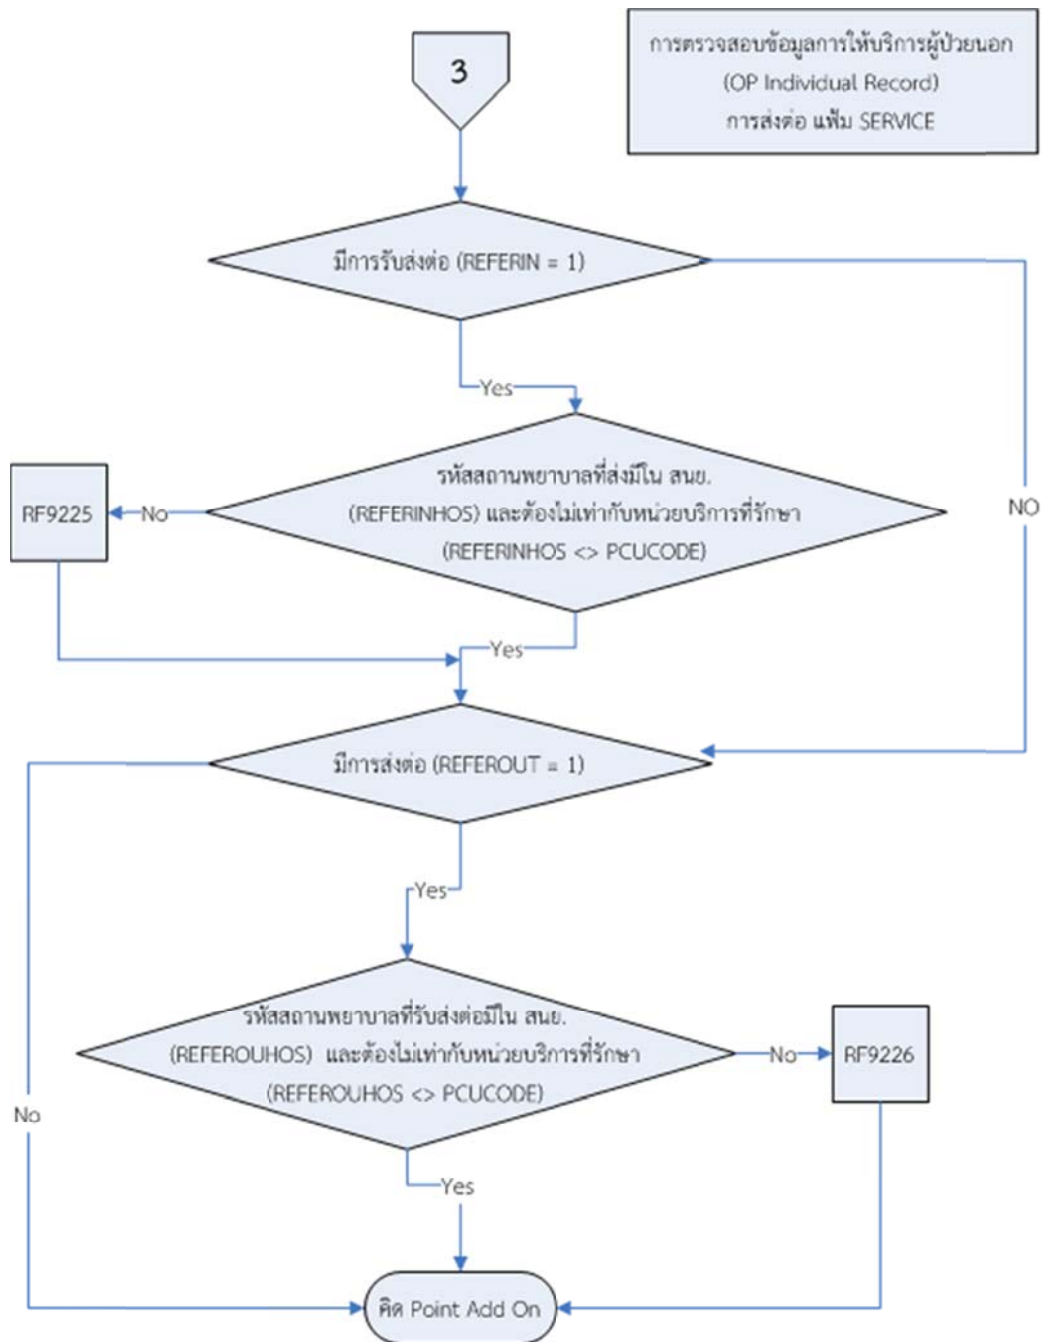 3
การตรวจสอบข้อมูลการให้บริการผู้ป่วยนอก
(OP Individual Record)
การส่งต่อ แฟ้ม SERVICE
มีการรับส่งต่อ (REFERIN = 1)
Yes
NO
รหัสสถานพยาบาลที่ส่งมีใน สนย.
(REFERINHOS) และต้องไม่เท่ากับหน่วยบริการที่รักษา
(REFERINHOS <> PCUCODE)
No
RF9225
Yes
มีการส่งต่อ (REFEROUT = 1)
Yes
No
รหัสสถานพยาบาลที่รับส่งต่อมีใน สนย.
(REFEROUHOS) และต้องไม่เท่ากับหน่วยบริการที่รักษา
(REFEROUHOS <> PCUCODE)
No
RF9226
Yes
คิด Point Add On